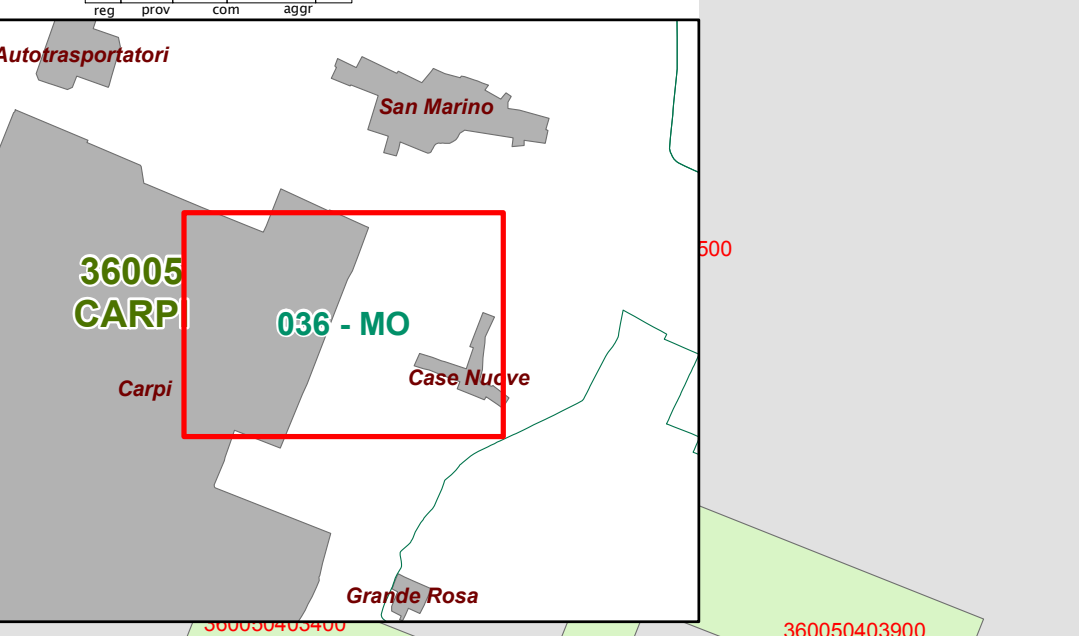 reg prov com aggr
Autotrasportatori
San Marino
500
36005
CARPI
036 - MO
Case Nuove
Carpi
Grande Rosa
360050403400
360050403900